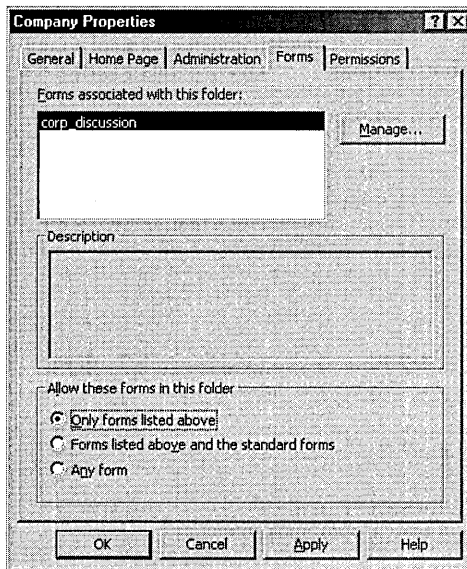 Company Properties
General Home Page Administration Forms Permissions
Forms associated with this folder:
corp_discussion
Manage...
Description
Allow these forms in this folder
Only forms listed above
Forms listed above and the standard forms
Any form
OK Cancel Apply Help